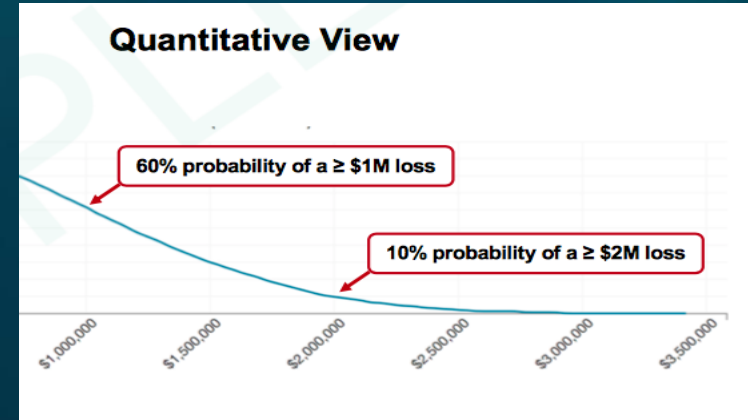 Quantitative View
60% probability of a ≥ $1M loss
10% probability of a ≥ $2M loss
$1,000,000
$1,500,000
$2,000,000
$2,500,000
$3,000,000
$3,500,000